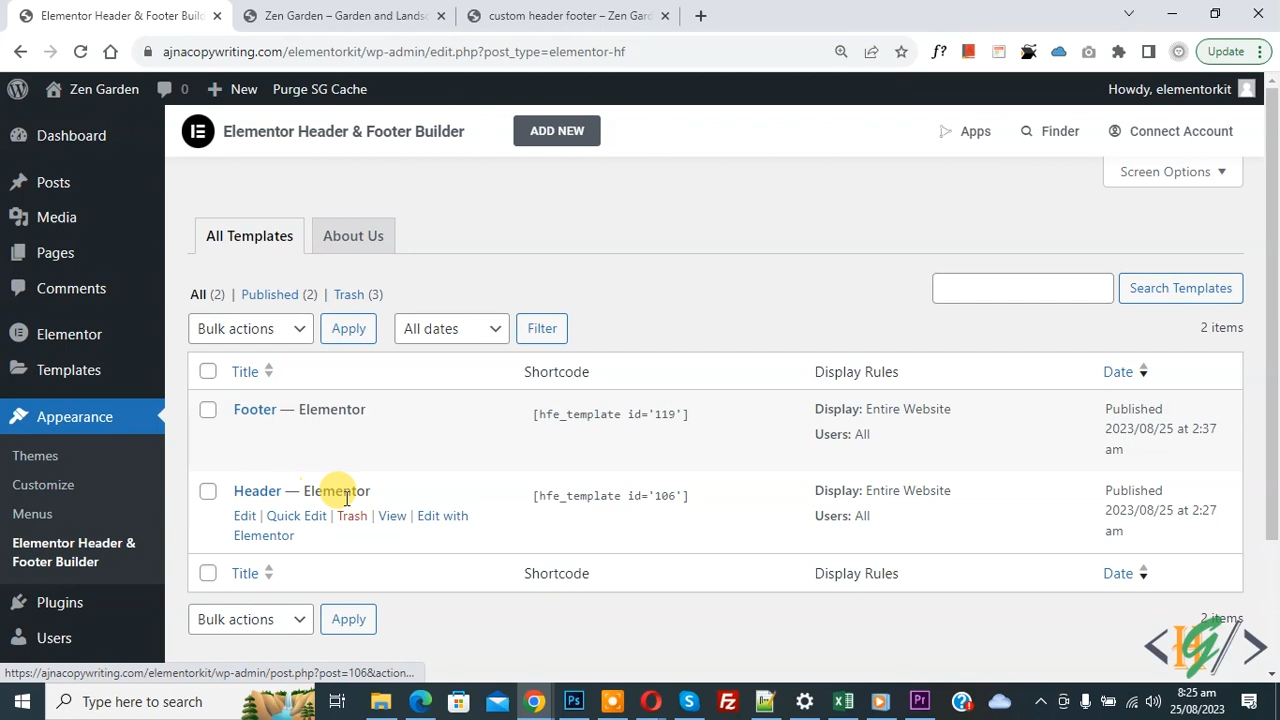 Elementor Header & Footer Build
Zen Garden – Garden and Landsc
custom header footer – Zen Gard
ajnacopywriting.com/elementorkit/wp-admin/edit.php?post_type=elementor-hf
f?
Update
Zen Garden
0
New
Purge SG Cache
Howdy, elementorkit
Dashboard
Posts
Media
Pages
Comments
Elementor
Templates
Appearance
Themes
Customize
Menus
Elementor Header &
Footer Builder
Plugins
Users
Elementor Header & Footer Builder
ADD NEW
Apps
Finder
Connect Account
Screen Options
All Templates
About Us
All (2) | Published (2) | Trash (3)
Search Templates
Bulk actions
Apply
All dates
Filter
2 items
Title
Shortcode
Display Rules
Date
Footer — Elementor
[hfe_template id='119']
Display: Entire Website
Users: All
Published
2023/08/25 at 2:37
am
Header — Elementor
Edit | Quick Edit | Trash | View | Edit with
Elementor
[hfe_template id='106']
Display: Entire Website
Users: All
Published
2023/08/25 at 2:27
am
Title
Shortcode
Display Rules
Date
Bulk actions
Apply
2 items
https://ajnacopywriting.com/elementorkit/wp-admin/post.php?post=106&action...
Type here to search
8:25 am
25/08/2023